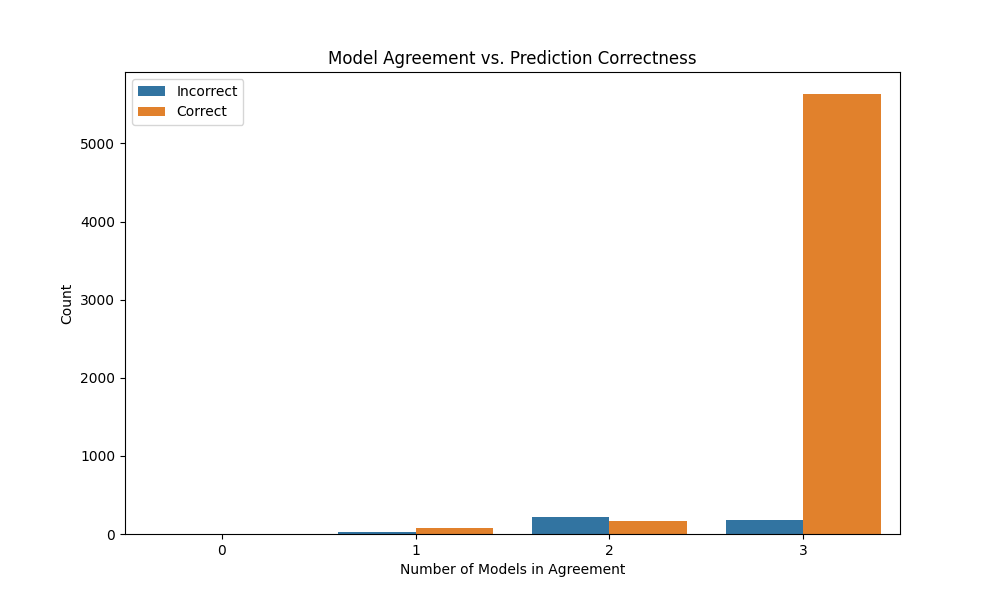 Model Agreement vs. Prediction Correctness
Incorrect
Correct
5000
4000
3000
2000
1000
0
Count
0 1 2 3
Number of Models in Agreement